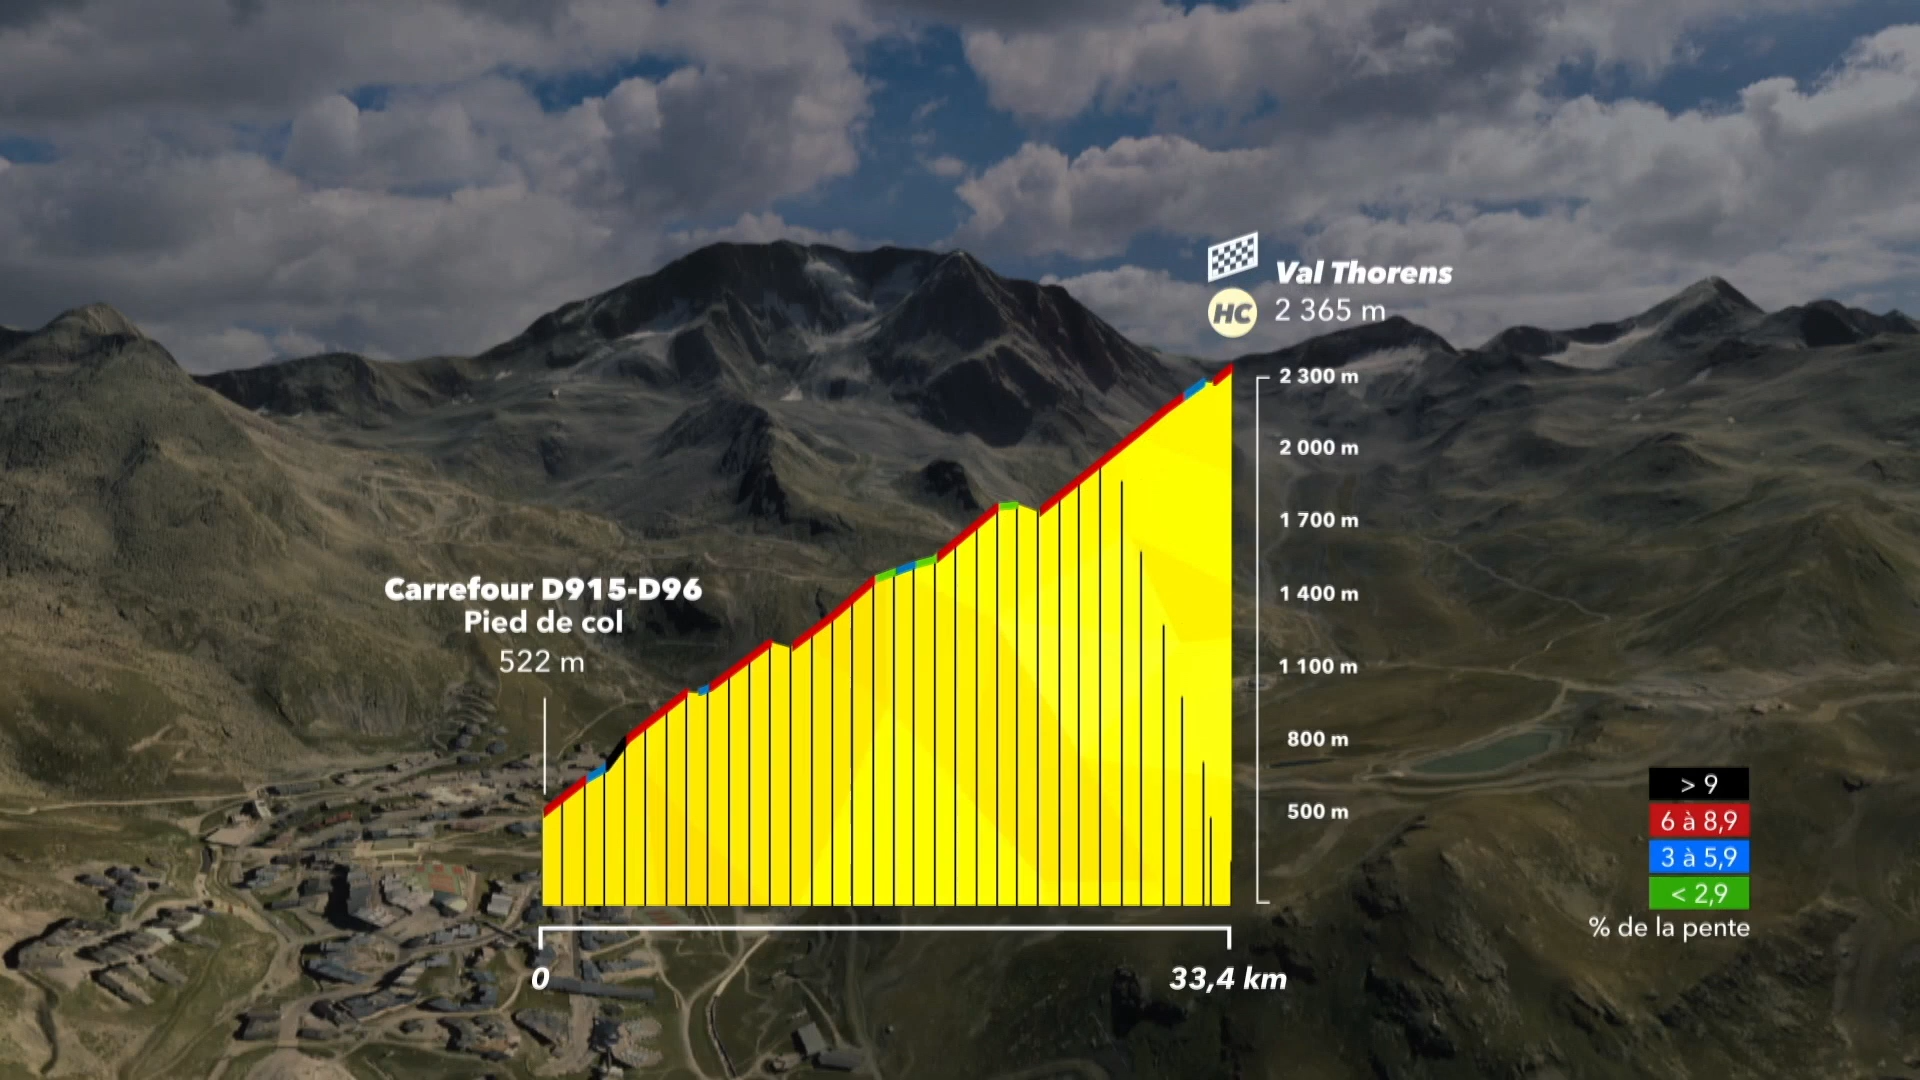 Val Thorens
HC
2 365 m
2 300 m
2 000 m
1 700 m
1 400 m
1 100 m
800 m
500 m
Carrefour D915-D96
Pied de col
522 m
> 9
6 à 8,9
3 à 5,9
< 2,9
% de la pente
0
33,4 km